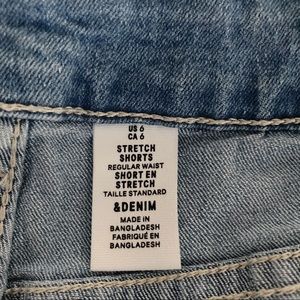 US 6
CA 6
STRETCH
SHORTS
REGULAR WAIST
SHORT EN
STRETCH
TAILLE STANDARD
&DENIM
MADE IN
BANGLADESH
FABRIQUÉ EN
BANGLADESH